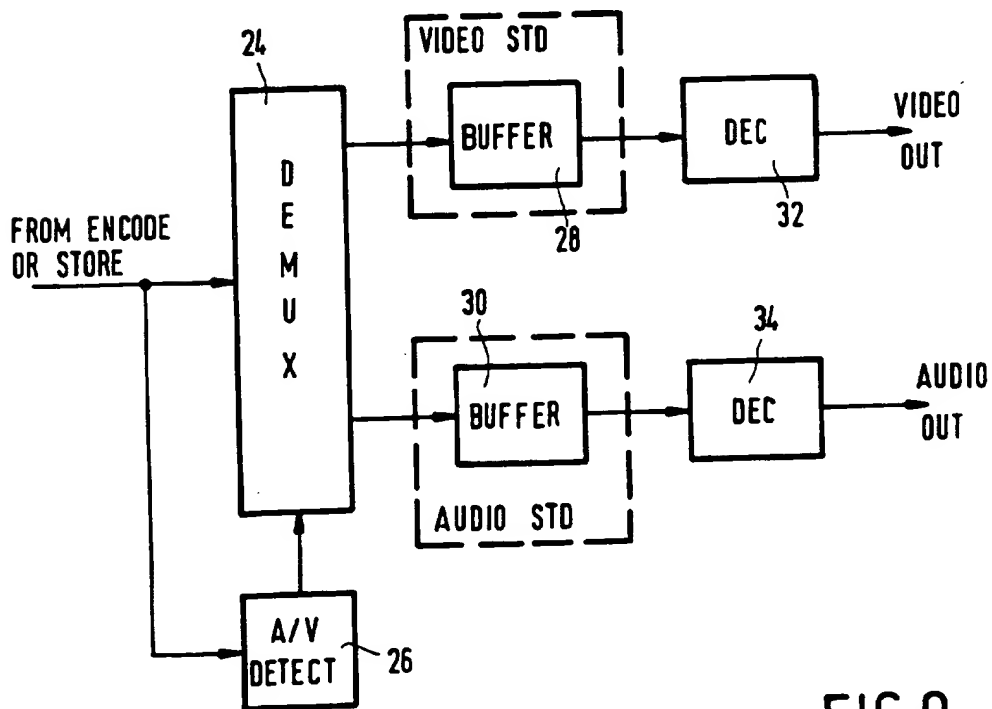 24
VIDEO STD
BUFFER
28
DEC
32
VIDEO
OUT
DEMUX
FROM ENCODE
OR STORE
30
BUFFER
AUDIO STD
34
DEC
AUDIO
OUT
A/V
DETECT
26